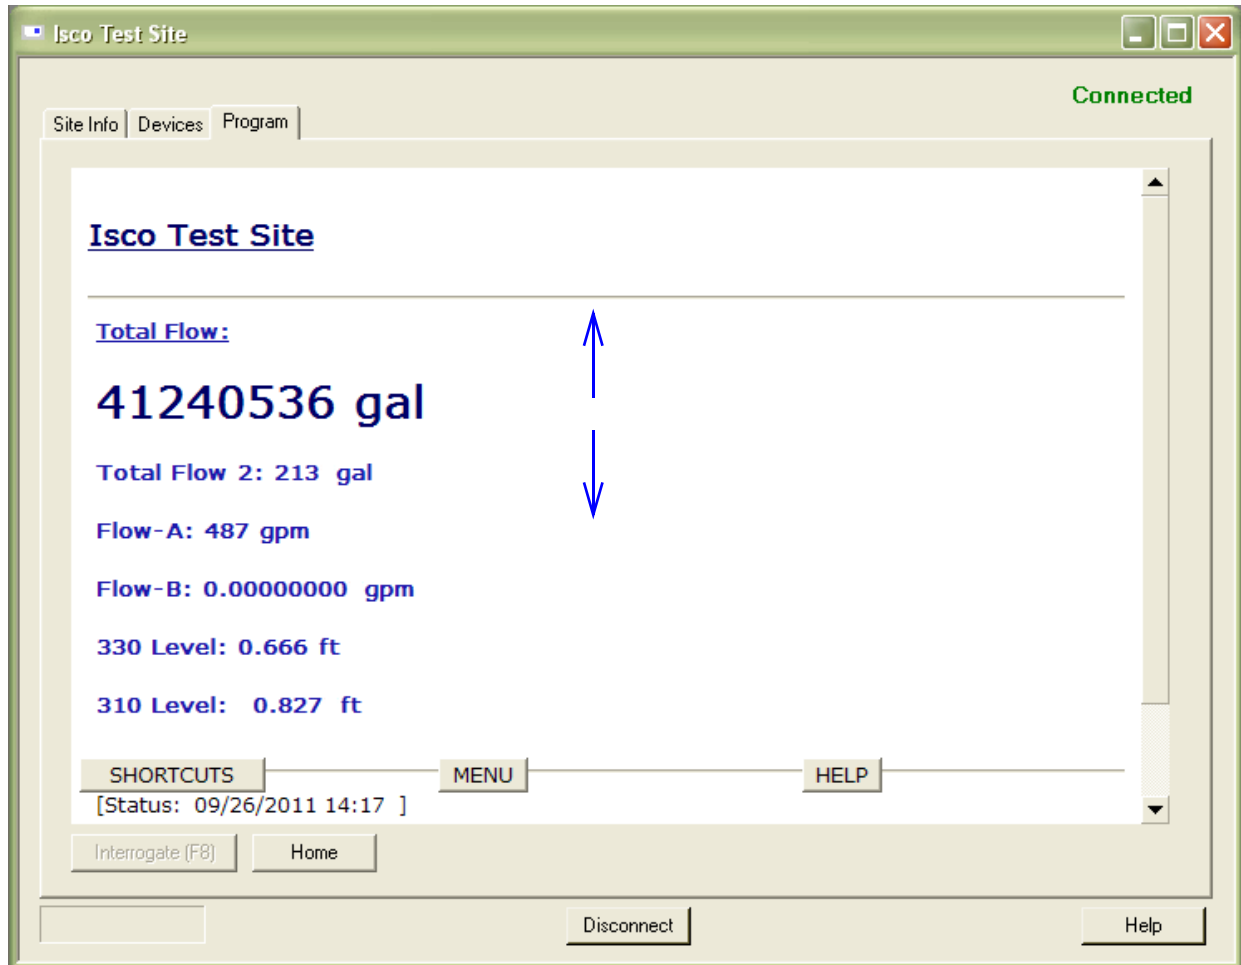 Isco Test Site
Connected
Site Info Devices Program
Isco Test Site
Total Flow:
41240536 gal
Total Flow 2: 213 gal
Flow-A: 487 gpm
Flow-B: 0.00000000 gpm
330 Level: 0.666 ft
310 Level: 0.827 ft
SHORTCUTS MENU HELP
[Status: 09/26/2011 14:17 ]
Interrogate (F8) Home
Disconnect Help